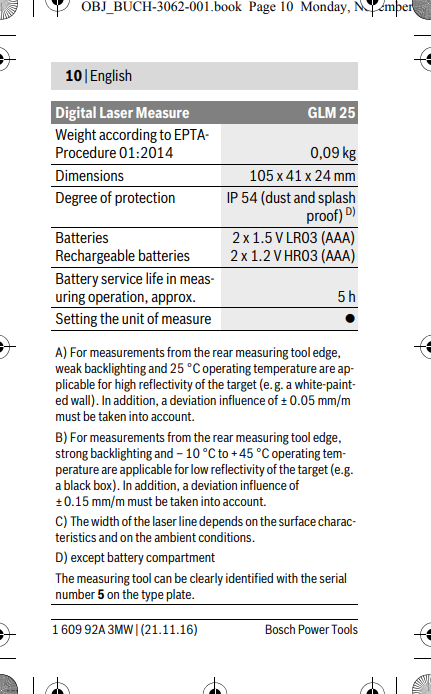 OBJ_BUCH-3062-001.book Page 10 Monday,
10 | English
Digital Laser Measure GLM 25
Weight according to EPTA-
Procedure 01:2014 0,09 kg
Dimensions 105 x 41 x 24 mm
Degree of protection IP 54 (dust and splash
proof) D)
Batteries 2 x 1.5 V LR03 (AAA)
Rechargeable batteries 2 x 1.2 V HR03 (AAA)
Battery service life in meas-
uring operation, approx. 5 h
Setting the unit of measure ●
A) For measurements from the rear measuring tool edge,
weak backlighting and 25 °C operating temperature are ap-
plicable for high reflectivity of the target (e. g. a white-paint-
ed wall). In addition, a deviation influence of ± 0.05 mm/m
must be taken into account.
B) For measurements from the rear measuring tool edge,
strong backlighting and – 10 °C to + 45 °C operating tem-
perature are applicable for low reflectivity of the target (e.g.
a black box). In addition, a deviation influence of
± 0.15 mm/m must be taken into account.
C) The width of the laser line depends on the surface charac-
teristics and on the ambient conditions.
D) except battery compartment
The measuring tool can be clearly identified with the serial
number 5 on the type plate.
1 609 92A 3MW | (21.11.16) Bosch Power Tools